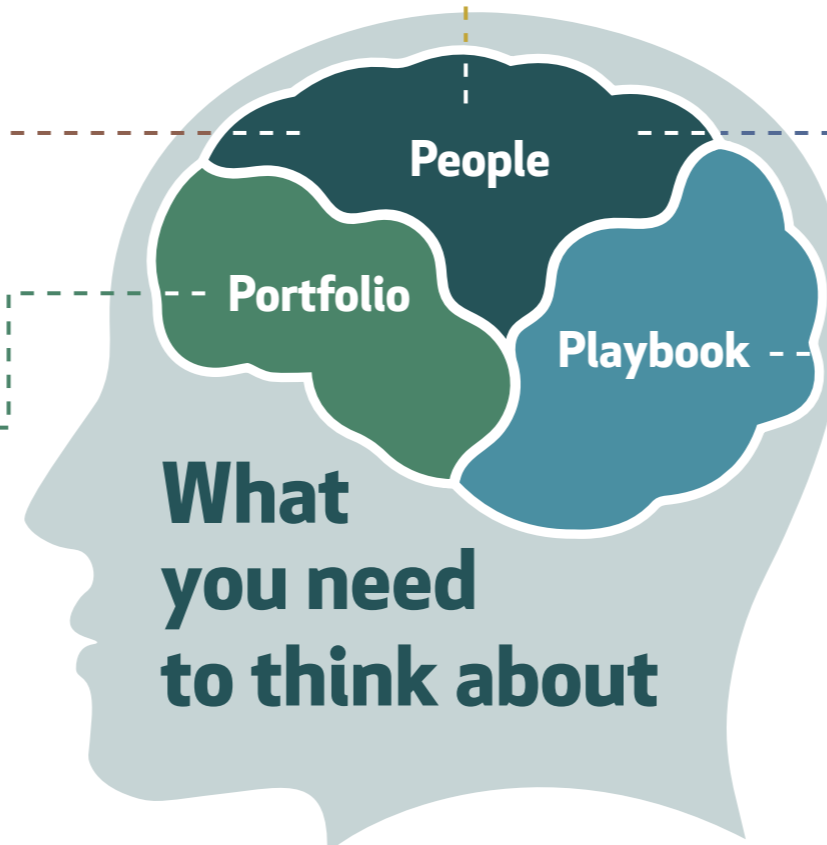 People
Portfolio
Playbook
What
you need
to think about